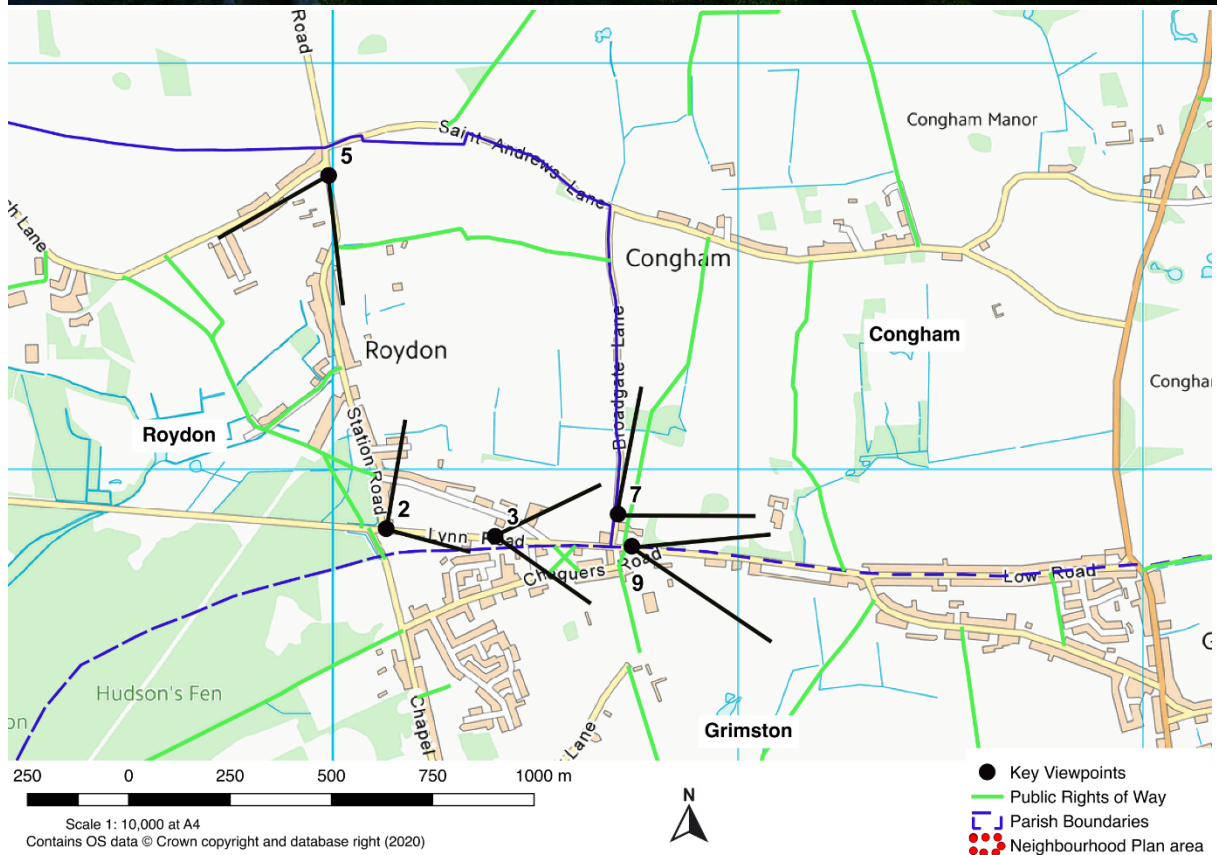 Road
Saint Andrews Lane
Congham Manor
5
h Lane
Congham
Broadgate Lane
Congham
Roydon
Congha
Roydon
Station Road
7
2
3
Lynn Road
Chequers Road
9
Low Road
G
Hudson's Fen
on
Chapel
Lane
Grimston
250 0 250 500 750 1000 m
Scale 1: 10,000 at A4
Contains OS data © Crown copyright and database right (2020)
N
Key Viewpoints
Public Rights of Way
Parish Boundaries
Neighbourhood Plan area